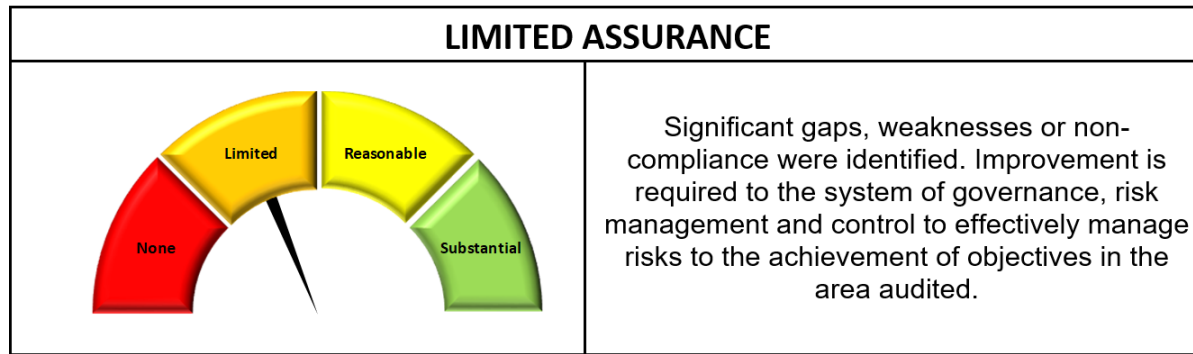 LIMITED ASSURANCE
Limited
Reasonable
None
Substantial
Significant gaps, weaknesses or non-
compliance were identified. Improvement is
required to the system of governance, risk
management and control to effectively manage
risks to the achievement of objectives in the
area audited.